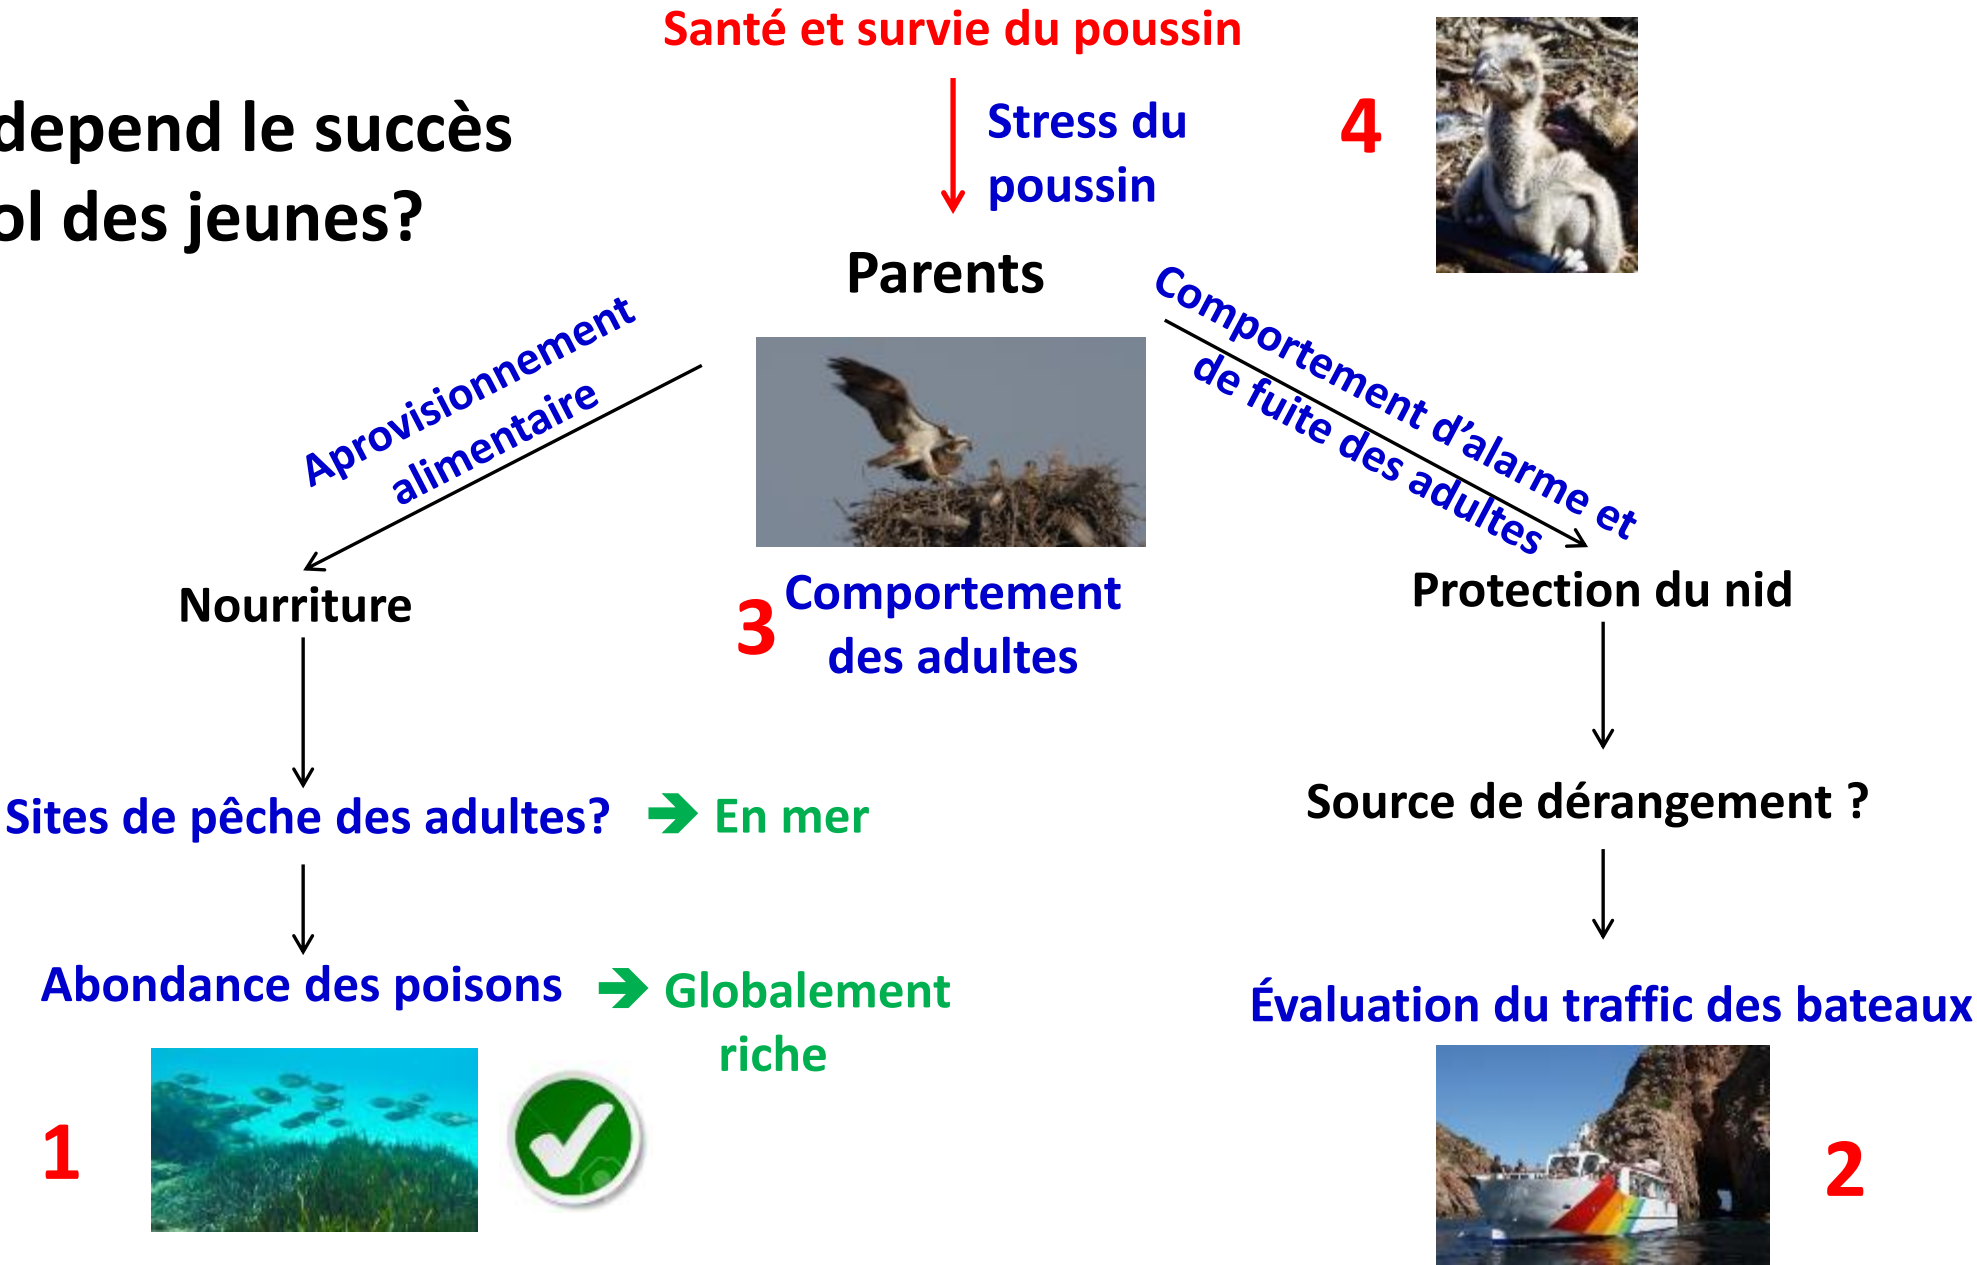 Santé et survie du poussin
depend le succès
ol des jeunes?
Stress du
poussin
4
Parents
Aprovisionnement
alimentaire
Comportement d'alarme et
de fuite des adultes
Nourriture
3
Comportement
des adultes
Protection du nid
Sites de pêche des adultes?
En mer
Source de dérangement ?
Abondance des poisons
Globalement
riche
Évaluation du traffic des bateaux
1
2